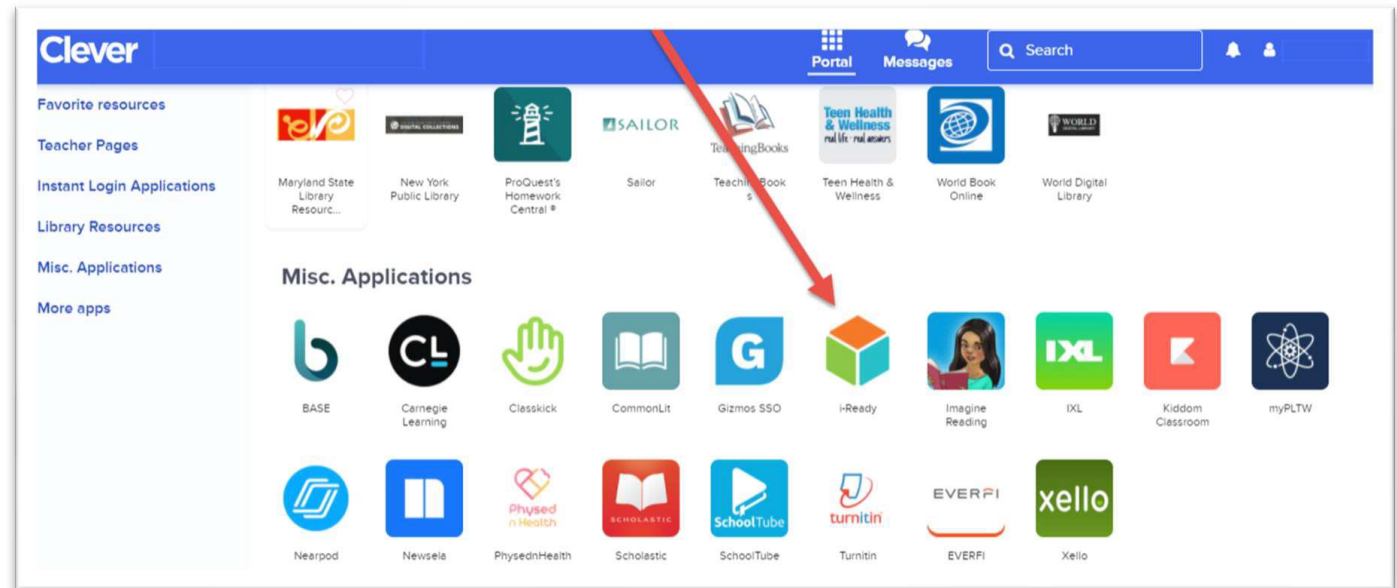 Clever
Portal
Messages
Search
Favorite resources
Teacher Pages
Instant Login Applications
Library Resources
Misc. Applications
More apps
DIGITAL COLLECTIONS
SAILOR
TeachingBooks
Teen Health
& Wellness
real life · real answers
WORLD
DIGITAL LIBRARY
Maryland State
Library
Resourc...
New York
Public Library
ProQuest's
Homework
Central ®
Sailor
TeachingBook
s
Teen Health &
Wellness
World Book
Online
World Digital
Library
Misc. Applications
b
CL
G
IXL
K
BASE
Carnegie
Learning
Classkick
CommonLit
Gizmos SSO
i-Ready
Imagine
Reading
IXL
Kiddom
Classroom
myPLTW
Physed
n Health
SCHOLASTIC
SchoolTube
turnitin
EVERFI
xello
Nearpod
Newsela
PhysednHealth
Scholastic
SchoolTube
Turnitin
EVERFI
Xello